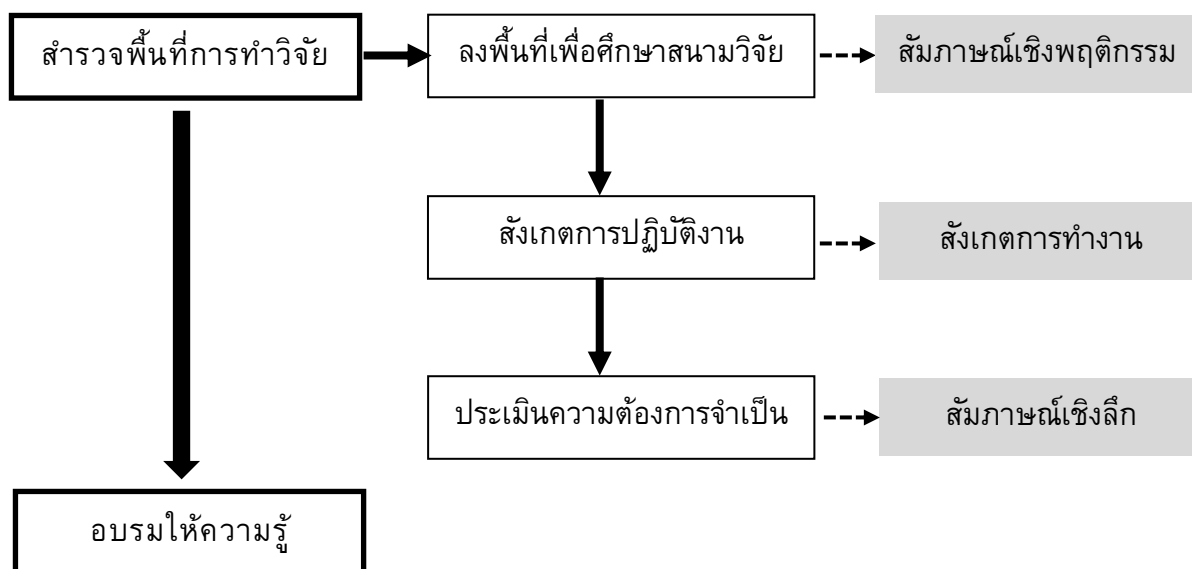 สำรวจพื้นที่การทำวิจัย
ลงพื้นที่เพื่อศึกษาสนามวิจัย
สัมภาษณ์เชิงพฤติกรรม
สังเกตการปฏิบัติงาน
สังเกตการทำงาน
ประเมินความต้องการจำเป็น
สัมภาษณ์เชิงลึก
อบรมให้ความรู้